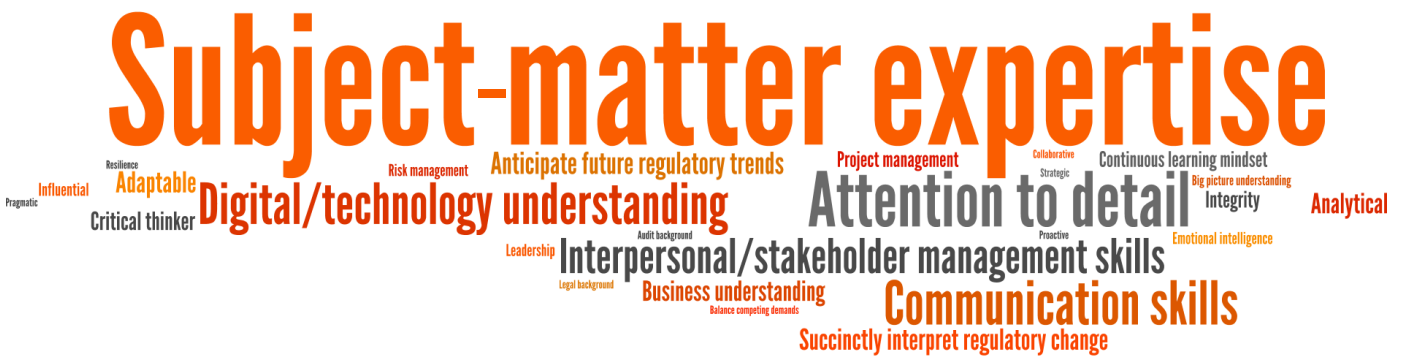 Subject-matter expertise
Resilience
Risk management
Anticipate future regulatory trends
Project management
Collaborative
Continuous learning mindset
Pragmatic
Influential
Adaptable
Digital/technology understanding
Attention to detail
Strategic
Big picture understanding
Integrity
Analytical
Critical thinker
Audit background
Proactive
Emotional intelligence
Leadership
Interpersonal/stakeholder management skills
Legal background
Business understanding
Communication skills
Balance competing demands
Succinctly interpret regulatory change